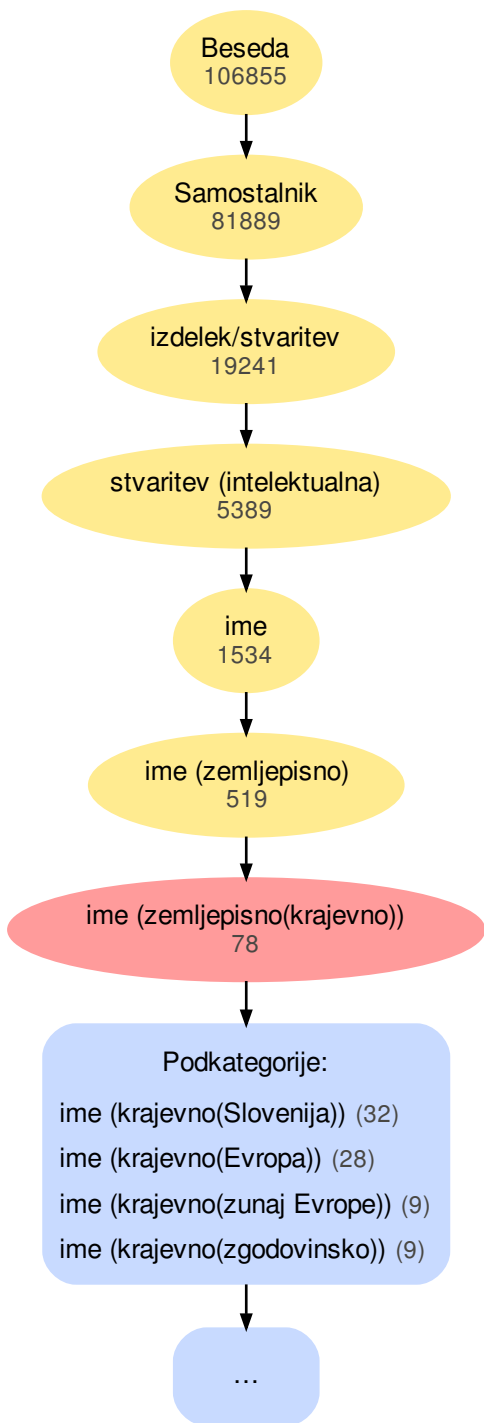 Beseda
106855
Samostalnik
81889
izdelek/stvaritev
19241
stvaritev (intelektualna)
5389
ime
1534
ime (zemljepisno)
519
ime (zemljepisno(krajevno))
78
Podkategorije:
ime (krajevno(Slovenija)) (32)
ime (krajevno(Evropa)) (28)
ime (krajevno(zunaj Evrope)) (9)
ime (krajevno(zgodovinsko)) (9)
...